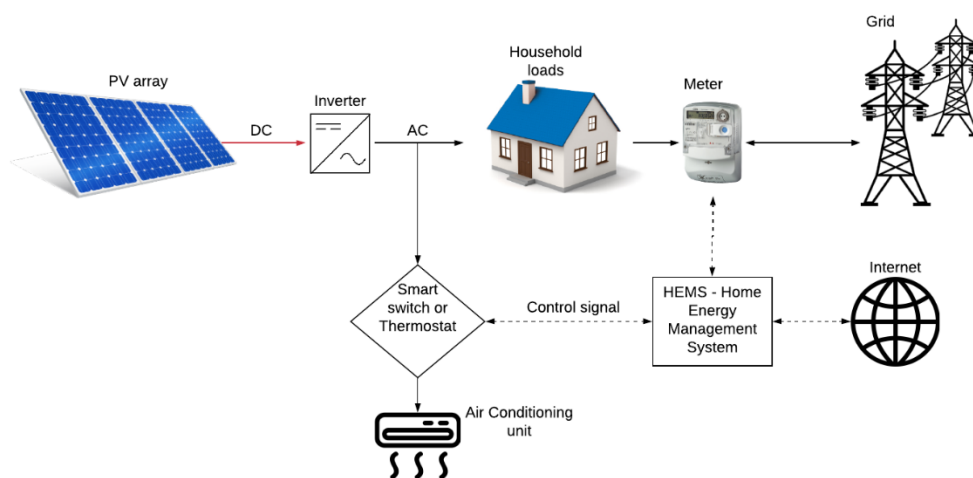 Grid
Household
loads
PV array
Meter
Inverter
DC
AC
Internet
Smart
switch or
Thermostat
HEMS - Home
Energy
Management
System
Control signal
Air Conditioning
unit